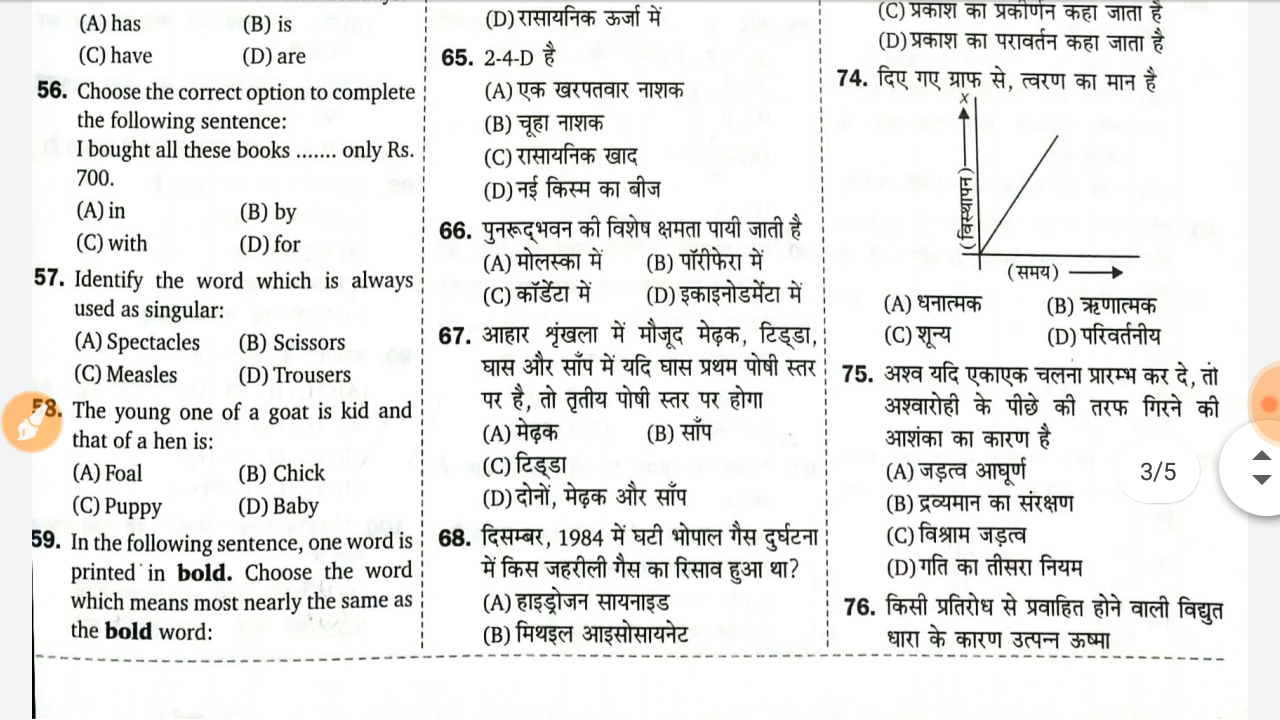 (A) has (B) is
(C) have (D) are
56. Choose the correct option to complete
the following sentence:
I bought all these books ....... only Rs.
700.
(A) in (B) by
(C) with (D) for
57. Identify the word which is always
used as singular:
(A) Spectacles (B) Scissors
(C) Measles (D) Trousers
58. The young one of a goat is kid and
that of a hen is:
(A) Foal (B) Chick
(C) Puppy (D) Baby
59. In the following sentence, one word is
printed in bold. Choose the word
which means most nearly the same as
the bold word:
(D) रासायनिक ऊर्जा में
65. 2-4-D है
(A) एक खरपतवार नाशक
(B) चूहा नाशक
(C) रासायनिक खाद
(D) नई किस्म का बीज
66. पुनरूद्भवन की विशेष क्षमता पायी जाती है
(A) मोलस्का में (B) पॉरीफेरा में
(C) कॉर्डेटा में (D) इकाइनोडर्मेटा में
67. आहार शृंखला में मौजूद मेढ़क, टिड्डा,
घास और साँप में यदि घास प्रथम पोषी स्तर
पर है, तो तृतीय पोषी स्तर पर होगा
(A) मेढ़क (B) साँप
(C) टिड्डा
(D) दोनों, मेढ़क और साँप
68. दिसम्बर, 1984 में घटी भोपाल गैस दुर्घटना
में किस जहरीली गैस का रिसाव हुआ था?
(A) हाइड्रोजन सायनाइड
(B) मिथइल आइसोसायनेट
(C) प्रकाश का प्रकीर्णन कहा जाता है
(D) प्रकाश का परावर्तन कहा जाता है
74. दिए गए ग्राफ से, त्वरण का मान है
X
(विस्थापन)
(समय)
(A) धनात्मक (B) ऋणात्मक
(C) शून्य (D) परिवर्तनीय
75. अश्व यदि एकाएक चलना प्रारम्भ कर दे, तो
अश्वारोही के पीछे की तरफ गिरने की
आशंका का कारण है
(A) जड़त्व आघूर्ण
(B) द्रव्यमान का संरक्षण
(C) विश्राम जड़त्व
(D) गति का तीसरा नियम
76. किसी प्रतिरोध से प्रवाहित होने वाली विद्युत
धारा के कारण उत्पन्न ऊष्मा
3/5